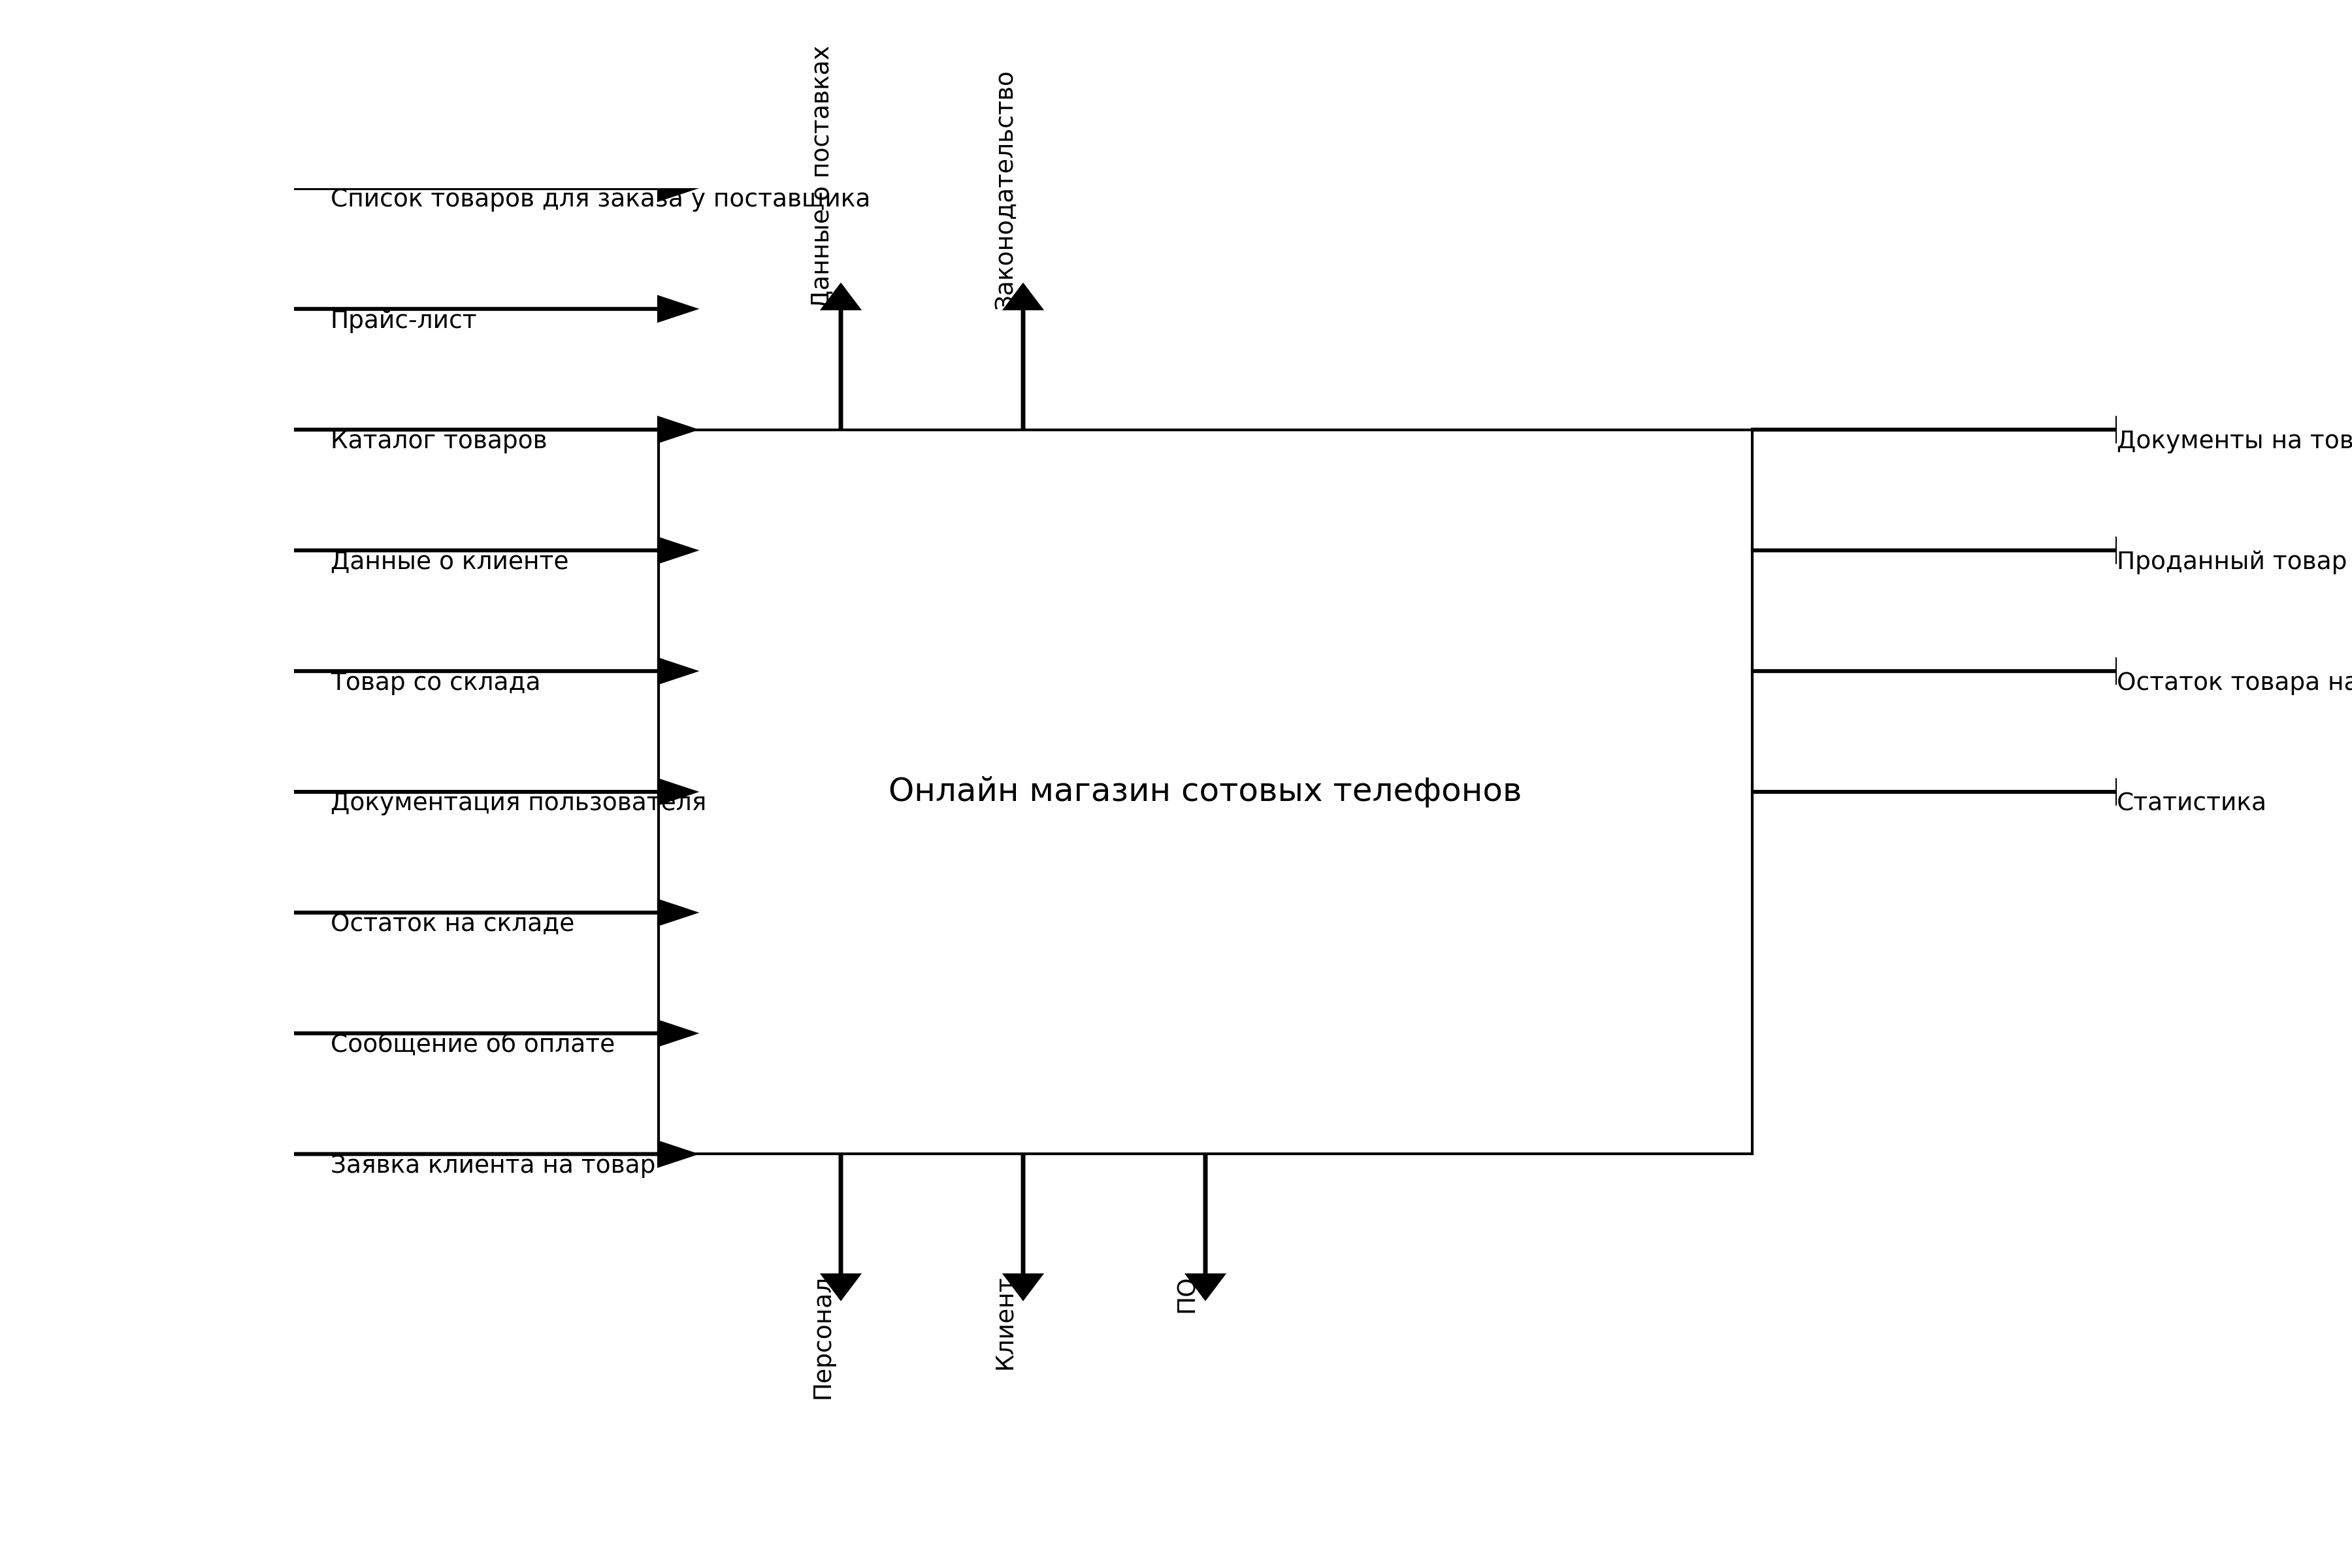 Данные о поставках
Законодательство
Список товаров для заказа у поставщика
Прайс-лист
Каталог товаров
Документы на
Данные о клиенте
Проданный товар
Товар со склада
Остаток товара
Онлайн магазин сотовых телефонов
Документация пользователя
Статистика
Остаток на складе
Сообщение об оплате
Заявка клиента на товар
Персонал
Клиент
ПО